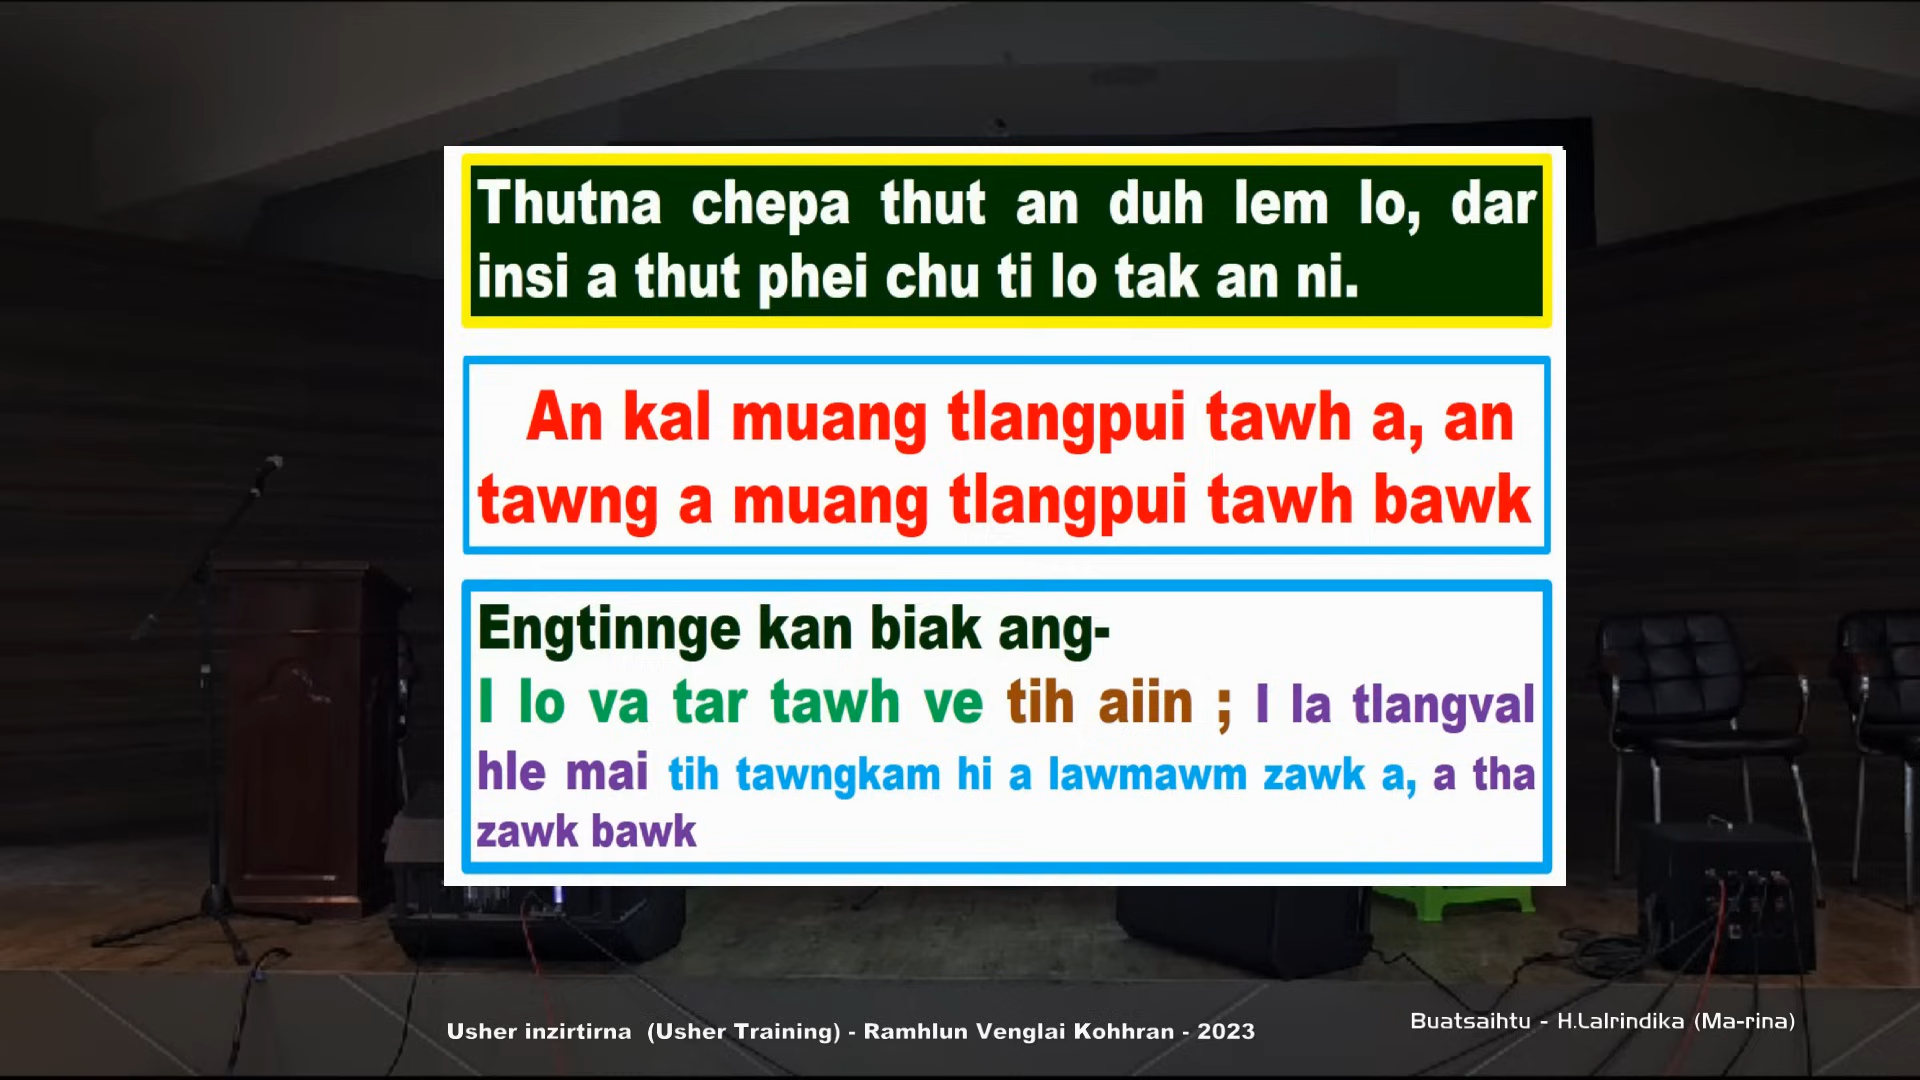 Thutna chepa thut an duh lem lo, dar
insi a thut phei chu ti lo tak an ni.
An kal muang tlangpui tawh a, an
tawng a muang tlangpui tawh bawk
Engtinnge kan biak ang-
I lo va tar tawh ve tih aiin ; I la tlangval
hle mai tih tawngkam hi a lawmawm zawk a, a tha
zawk bawk
Usher inzirtirna (Usher Training) - Ramhlun Venglai Kohhran - 2023
Buatsaihtu - H.Lalrindika (Ma-rina)